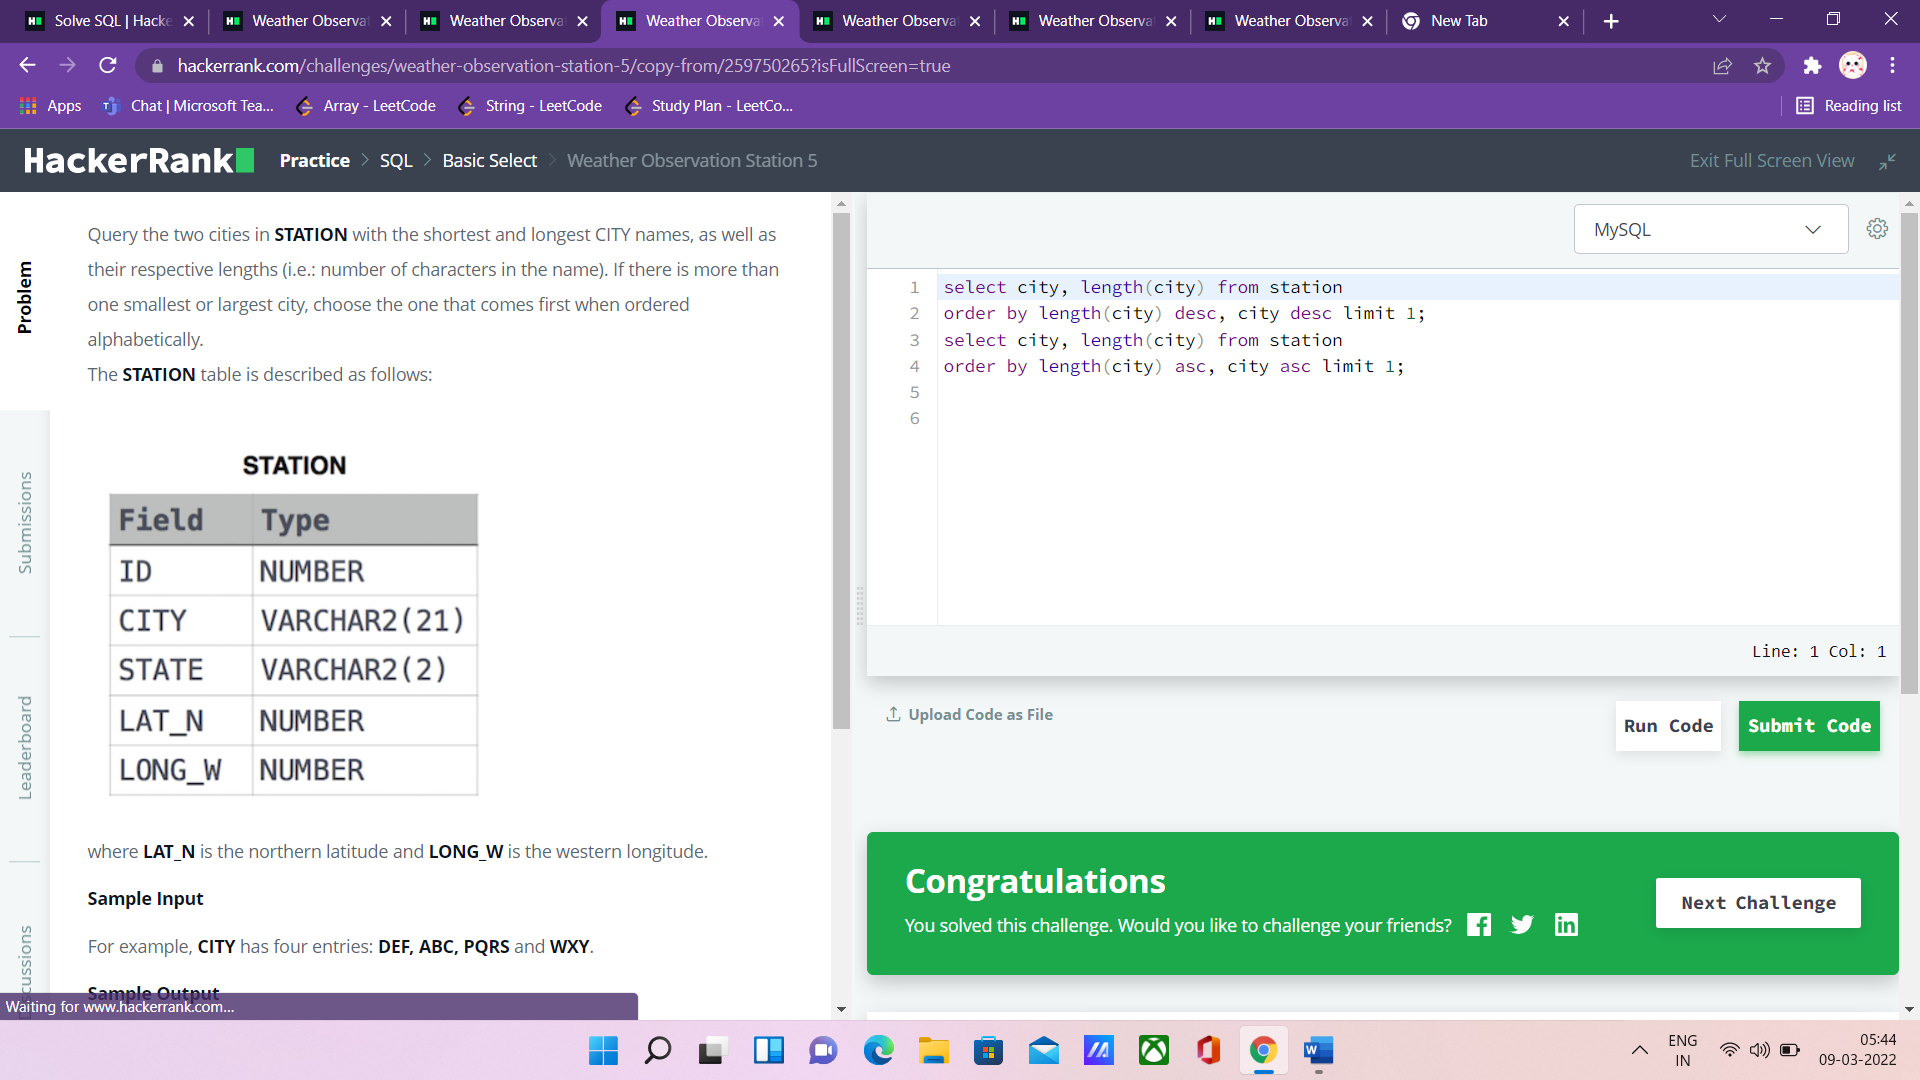 Solve SQL | Hacke
Weather Observat
Weather Observa
Weather Observa
Weather Observa
Weather Observa
Weather Observa
New Tab
hackerrank.com/challenges/weather-observation-station-5/copy-from/259750265?isFullScreen=true
Apps
Chat | Microsoft Tea...
Array - LeetCode
String - LeetCode
Study Plan - LeetCo...
Reading list
HackerRank
Practice > SQL > Basic Select > Weather Observation Station 5
Exit Full Screen View
Problem
Submissions
Leaderboard
cussions
Query the two cities in STATION with the shortest and longest CITY names, as well as
their respective lengths (i.e.: number of characters in the name). If there is more than
one smallest or largest city, choose the one that comes first when ordered
alphabetically.
The STATION table is described as follows:
STATION
Field Type
ID NUMBER
CITY VARCHAR2(21)
STATE VARCHAR2(2)
LAT_N NUMBER
LONG_W NUMBER
where LAT_N is the northern latitude and LONG_W is the western longitude.
Sample Input
For example, CITY has four entries: DEF, ABC, PQRS and WXY.
Sample Output
Waiting for www.hackerrank.com...
MySQL
1 select city, length(city) from station
2 order by length(city) desc, city desc limit 1;
3 select city, length(city) from station
4 order by length(city) asc, city asc limit 1;
5
6
Line: 1 Col: 1
Upload Code as File
Run Code
Submit Code
Congratulations
You solved this challenge. Would you like to challenge your friends?
Next Challenge
ENG
IN
05:44
09-03-2022